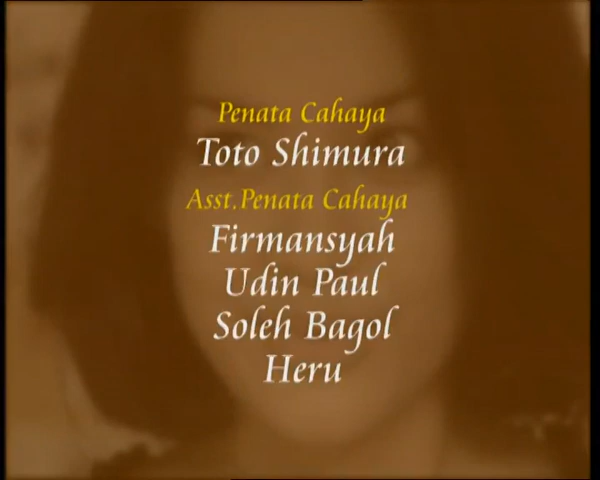 Penata Cahaya
Toto Shimura
Asst.Penata Cahaya
Firmansyah
Udin Paul
Soleh Bagol
Heru